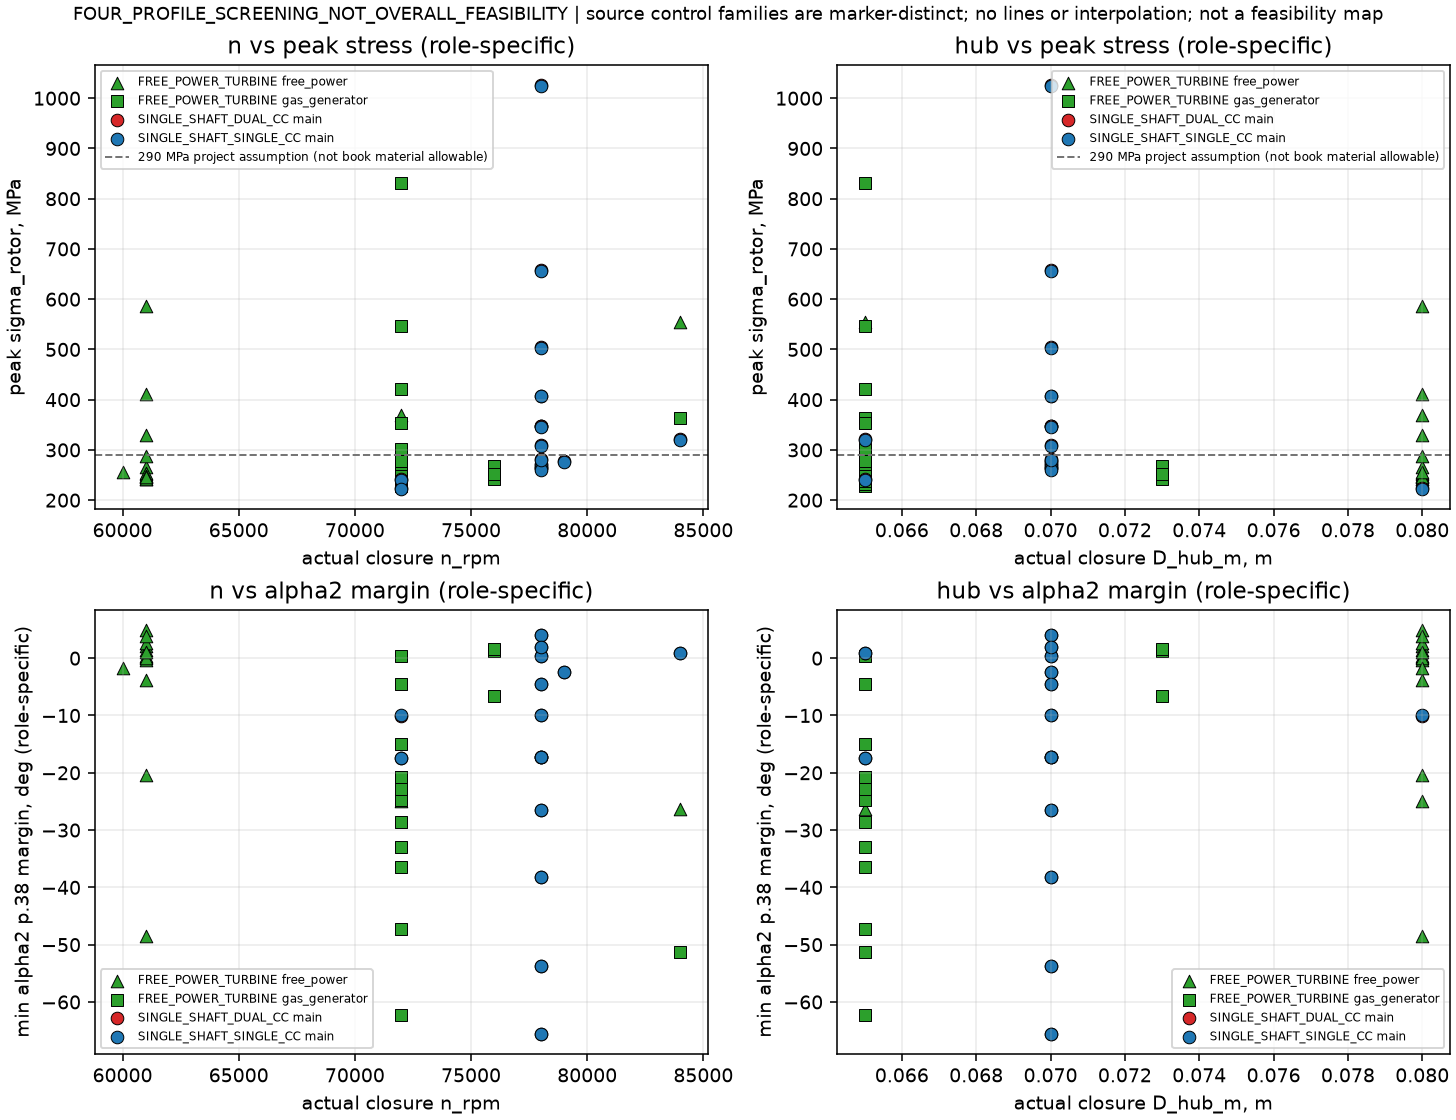 FOUR_PROFILE_SCREENING_NOT_OVERALL_FEASIBILITY | source control families are marker-distinct; no lines or interpolation; not a feasibility map
n vs peak stress (role-specific)
peak sigma_rotor, MPa
1000
900
800
700
600
500
400
300
200
FREE_POWER_TURBINE free_power
FREE_POWER_TURBINE gas_generator
SINGLE_SHAFT_DUAL_CC main
SINGLE_SHAFT_SINGLE_CC main
290 MPa project assumption (not book material allowable)
60000 65000 70000 75000 80000 85000
actual closure n_rpm
hub vs peak stress (role-specific)
peak sigma_rotor, MPa
1000
900
800
700
600
500
400
300
200
FREE_POWER_TURBINE free_power
FREE_POWER_TURBINE gas_generator
SINGLE_SHAFT_DUAL_CC main
SINGLE_SHAFT_SINGLE_CC main
290 MPa project assumption (not book material allowable)
0.066 0.068 0.070 0.072 0.074 0.076 0.078 0.080
actual closure D_hub_m, m
n vs alpha2 margin (role-specific)
min alpha2 p.38 margin, deg (role-specific)
0
−10
−20
−30
−40
−50
−60
FREE_POWER_TURBINE free_power
FREE_POWER_TURBINE gas_generator
SINGLE_SHAFT_DUAL_CC main
SINGLE_SHAFT_SINGLE_CC main
60000 65000 70000 75000 80000 85000
actual closure n_rpm
hub vs alpha2 margin (role-specific)
min alpha2 p.38 margin, deg (role-specific)
0
−10
−20
−30
−40
−50
−60
FREE_POWER_TURBINE free_power
FREE_POWER_TURBINE gas_generator
SINGLE_SHAFT_DUAL_CC main
SINGLE_SHAFT_SINGLE_CC main
0.066 0.068 0.070 0.072 0.074 0.076 0.078 0.080
actual closure D_hub_m, m